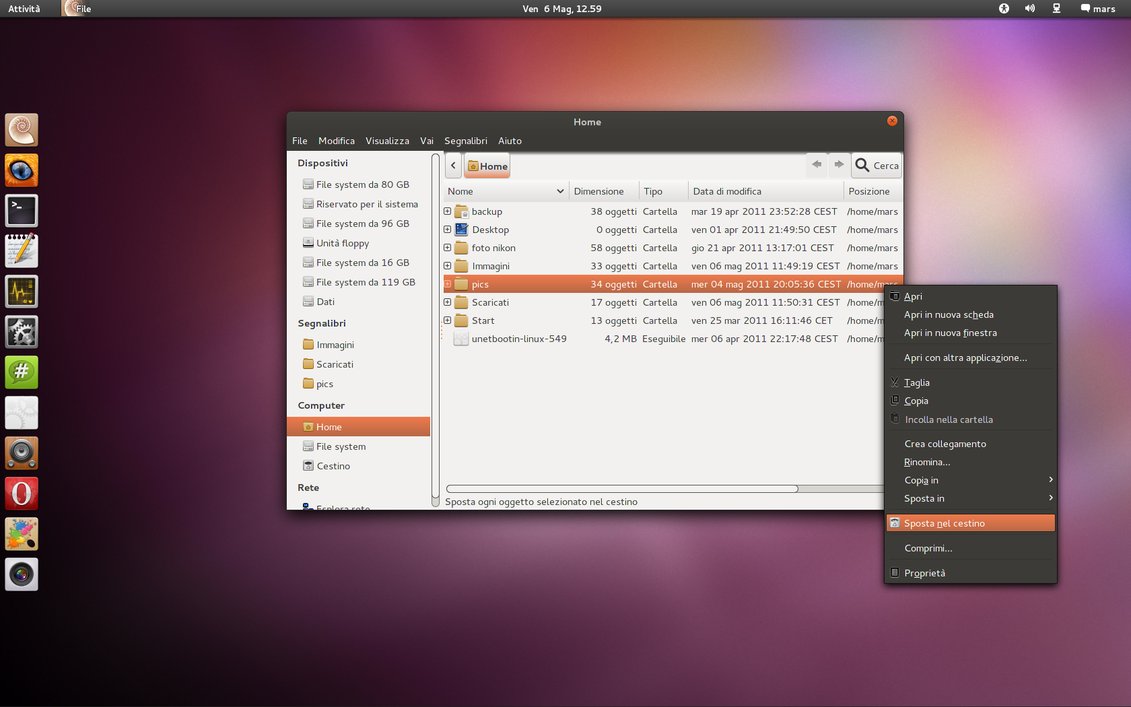 Attività File Ven 6 Mag, 12.59 mars
Home
File Modifica Visualizza Vai Segnalibri Aiuto
Dispositivi
File system da 80 GB
Riservato per il sistema
File system da 96 GB
Unità floppy
File system da 16 GB
File system da 119 GB
Dati
Segnalibri
Immagini
Scaricati
pics
Computer
Home
File system
Cestino
Rete
Esplora rete
Home Cerca
Nome Dimensione Tipo Data di modifica Posizione
backup 38 oggetti Cartella mar 19 apr 2011 23:52:28 CEST /home/mars
Desktop 0 oggetti Cartella ven 01 apr 2011 21:49:50 CEST /home/mars
foto nikon 58 oggetti Cartella gio 21 apr 2011 13:17:01 CEST /home/mars
Immagini 33 oggetti Cartella ven 06 mag 2011 11:49:19 CEST /home/mars
pics 34 oggetti Cartella mer 04 mag 2011 20:05:36 CEST /home/mars
Scaricati 17 oggetti Cartella ven 06 mag 2011 11:50:31 CEST /home/m
Start 13 oggetti Cartella ven 25 mar 2011 16:11:46 CET /home/m
unetbootin-linux-549 4,2 MB Eseguibile mer 06 apr 2011 22:17:48 CEST /home/m
Sposta ogni oggetto selezionato nel cestino
Apri
Apri in nuova scheda
Apri in nuova finestra
Apri con altra applicazione...
Taglia
Copia
Incolla nella cartella
Crea collegamento
Rinomina...
Copia in
Sposta in
Sposta nel cestino
Comprimi...
Proprietà